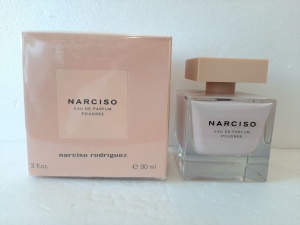 NARCISO
EAU DE PARFUM
POUDRÉE
narciso rodriguez
3 fl.oz. e 90 ml
NARCISO
EAU DE PARFUM
POUDRÉE